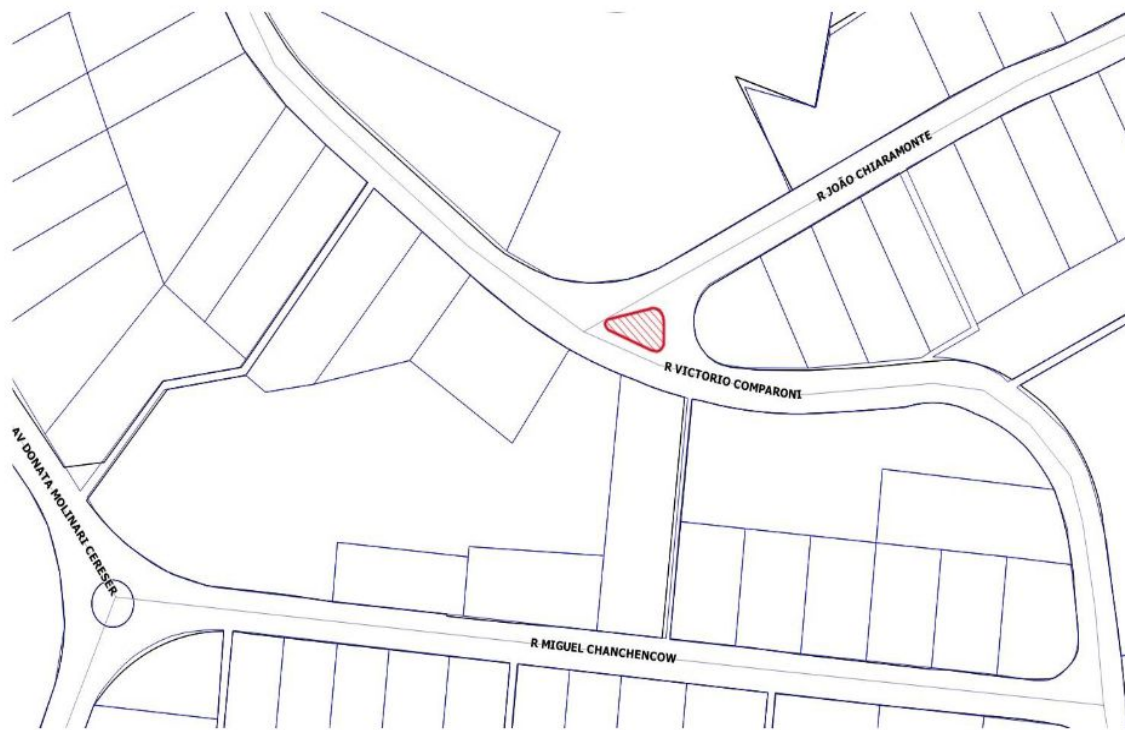 R JOÃO CHIARAMONTE
R VICTORIO COMPARONI
AV DONATA MOLINARI CERESER
R MIGUEL CHANCHENCOW